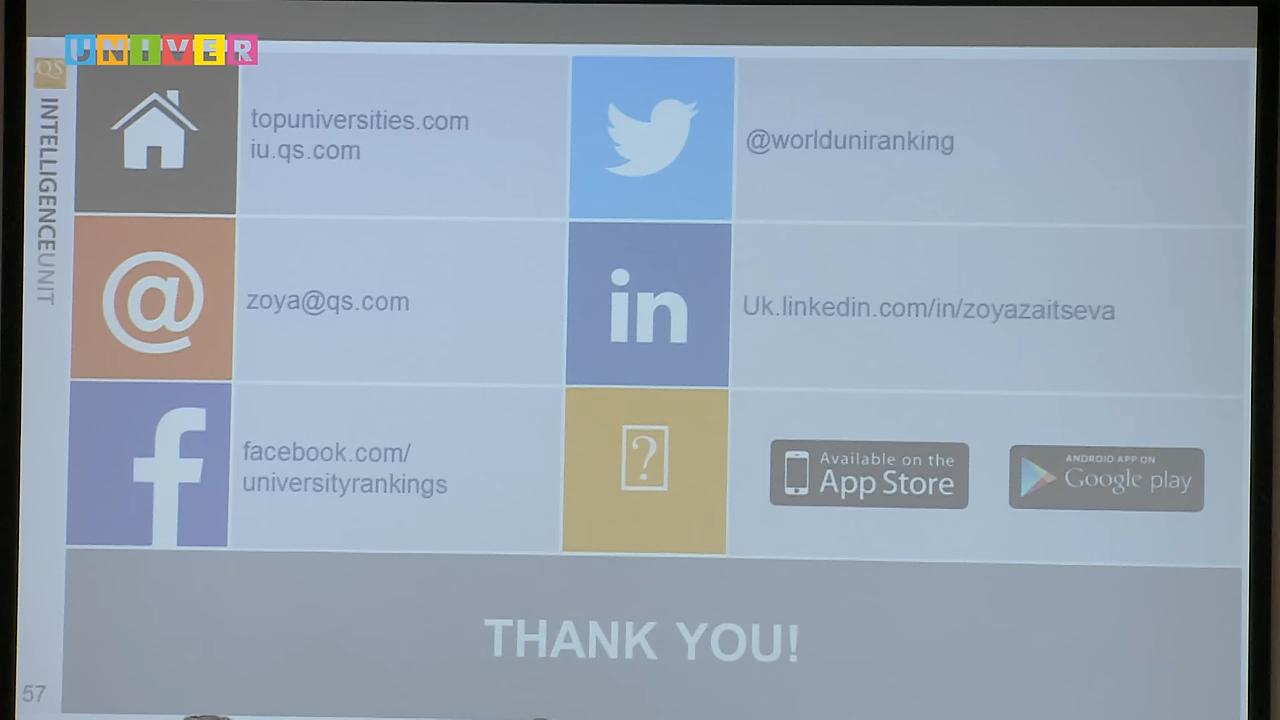 UNIVER
QS
INTELLIGENCEUNIT
topuniversities.com
iu.qs.com
@worlduniranking
@
zoya@qs.com
in
Uk.linkedin.com/in/zoyazaitseva
f
facebook.com/
universityrankings
?
Available on the
App Store
ANDROID APP ON
Google play
THANK YOU!
57